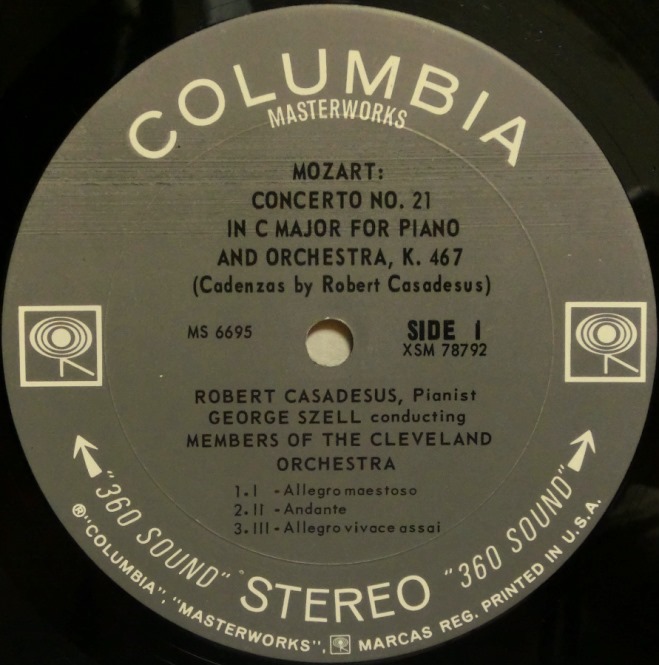 COLUMBIA
MASTERWORKS
MOZART:
CONCERTO NO. 21
IN C MAJOR FOR PIANO
AND ORCHESTRA, K. 467
(Cadenzas by Robert Casadesus)
MS 6695
SIDE 1
XSM 78792
ROBERT CASADESUS, Pianist
GEORGE SZELL conducting
MEMBERS OF THE CLEVELAND
ORCHESTRA
1.I - Allegro maestoso
2.II - Andante
3.III - Allegro vivace assai
"360 SOUND" STEREO "360 SOUND"
®"COLUMBIA", "MASTERWORKS", MARCAS REG. PRINTED IN U.S.A.